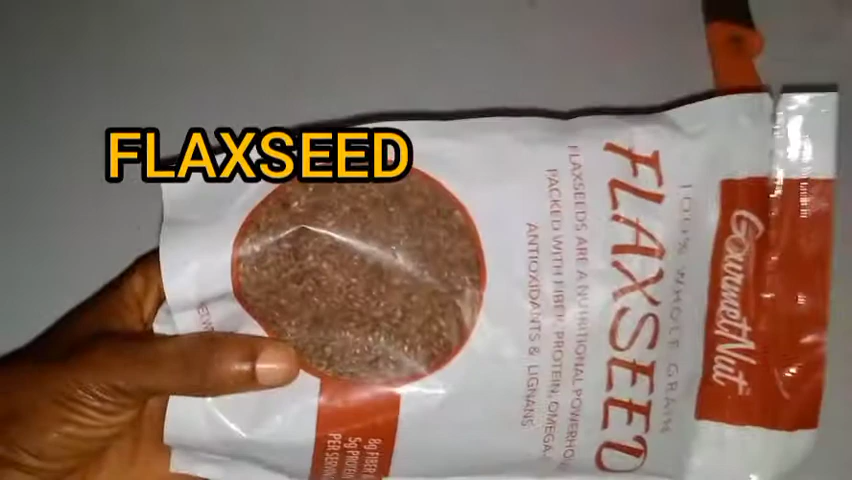 FLAXSEED
GourmetNut
100% WHOLE GRAIN
FLAXSEED
FLAXSEEDS ARE A NUTRITIONAL POWERHOUSE
PACKED WITH FIBER, PROTEIN, OMEGA-
ANTIOXIDANTS & LIGNANS
8g FIBER
5g PROTEIN
PER SERVING
NET